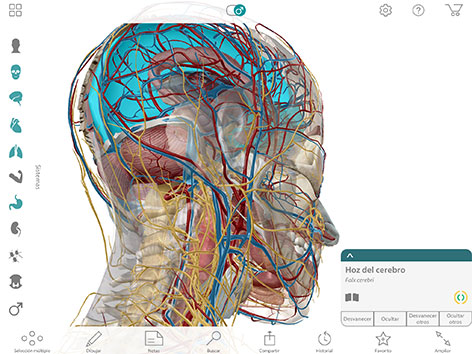 Sistemas
Hoz del cerebro
Falx cerebri
Desvanecer
Ocultar
Desvanecer otros
Ocultar otros
Selección múltiple
Dibujar
Notas
Buscar
Compartir
Historial
Favorito
Ampliar